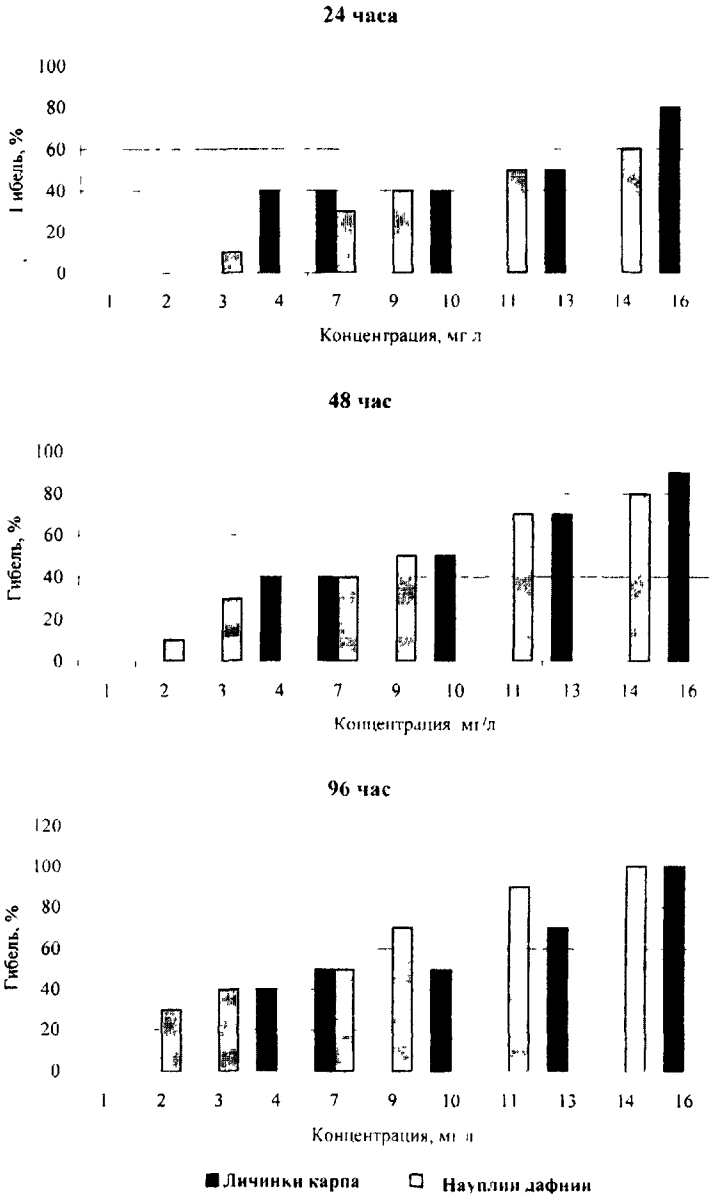 24 часа
100
80
60
40
20
0
Гибель, %
1 2 3 4 7 9 10 11 13 14 16
Концентрация, мг л
48 час
100
80
60
40
20
0
Гибель, %
1 2 3 4 7 9 10 11 13 14 16
Концентрация мг/л
96 час
120
100
80
60
40
20
0
Гибель, %
1 2 3 4 7 9 10 11 13 14 16
Концентрация, мг л
Личинки карпа Науплии дафнии